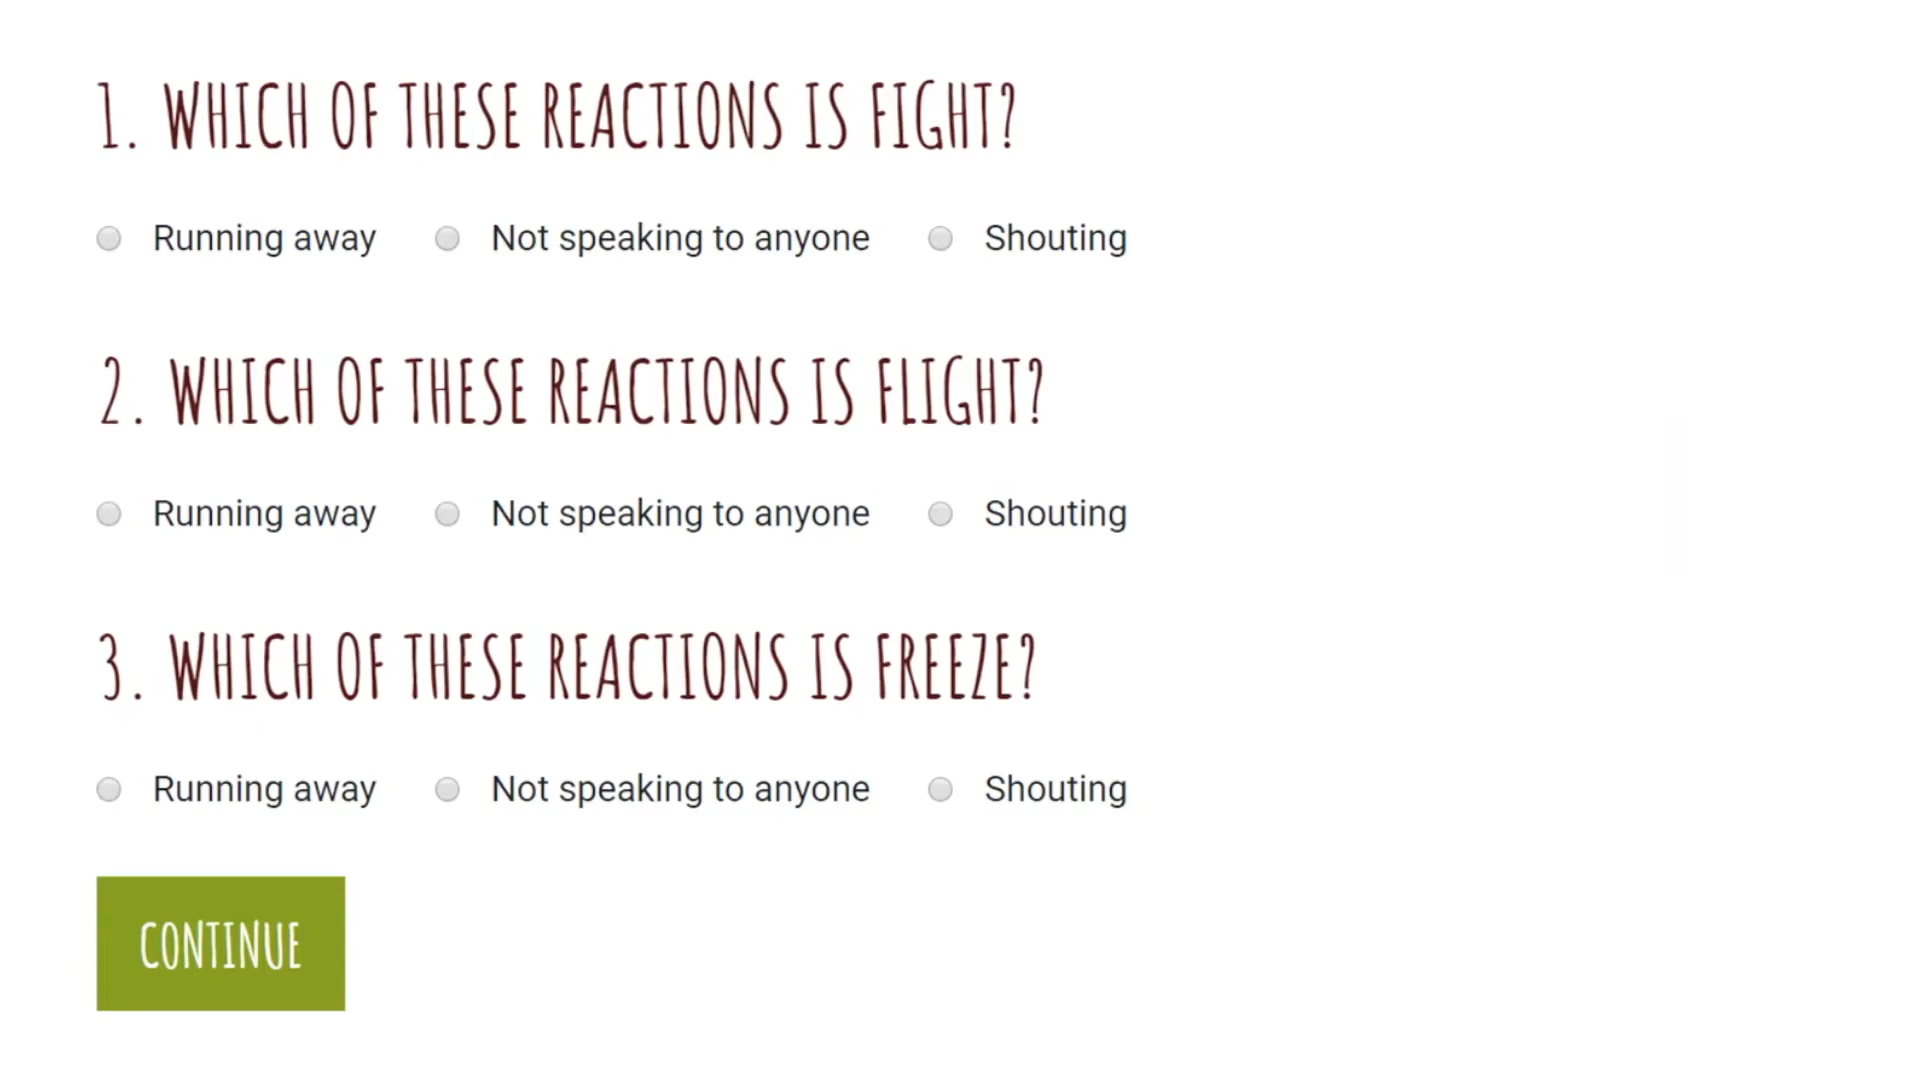 1. WHICH OF THESE REACTIONS IS FIGHT?
Running away Not speaking to anyone Shouting
2. WHICH OF THESE REACTIONS IS FLIGHT?
Running away Not speaking to anyone Shouting
3. WHICH OF THESE REACTIONS IS FREEZE?
Running away Not speaking to anyone Shouting
CONTINUE